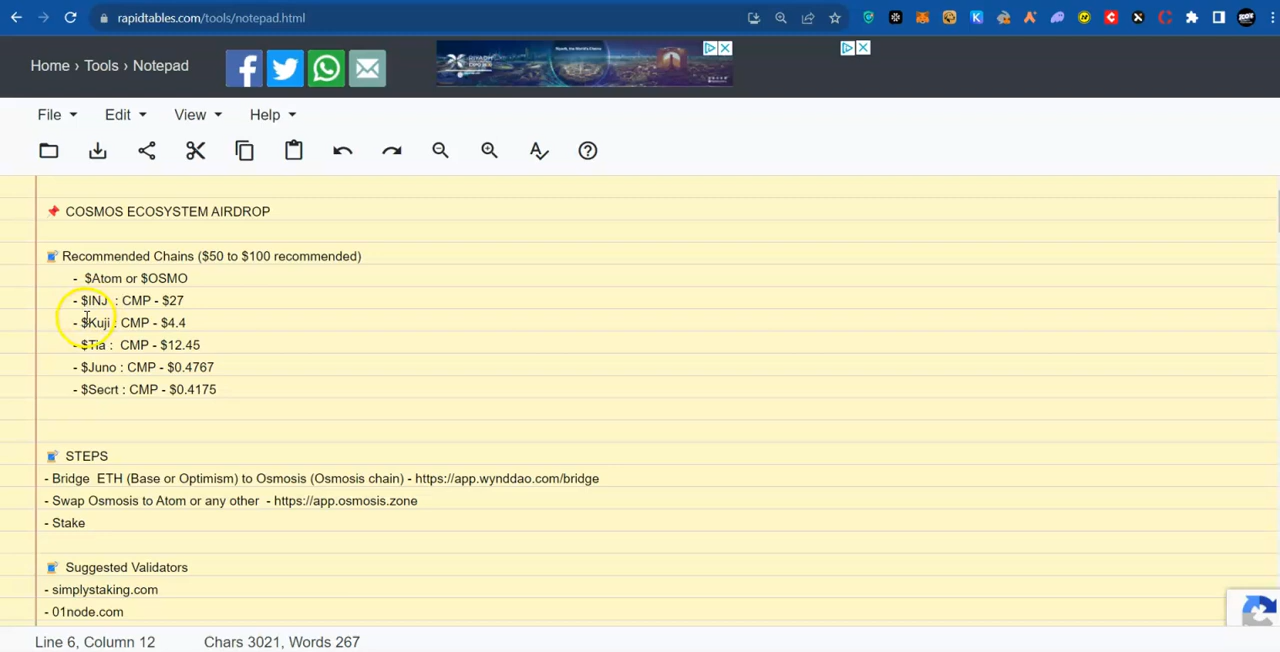 rapidtables.com/tools/notepad.html
Home › Tools › Notepad
File Edit View Help
COSMOS ECOSYSTEM AIRDROP
Recommended Chains ($50 to $100 recommended)
- $Atom or $OSMO
- $INJ : CMP - $27
- $Kuji : CMP - $4.4
- $Tia : CMP - $12.45
- $Juno : CMP - $0.4767
- $Secrt : CMP - $0.4175
STEPS
- Bridge ETH (Base or Optimism) to Osmosis (Osmosis chain) - https://app.wynddao.com/bridge
- Swap Osmosis to Atom or any other - https://app.osmosis.zone
- Stake
Suggested Validators
- simplystaking.com
- 01node.com
Line 6, Column 12 Chars 3021, Words 267